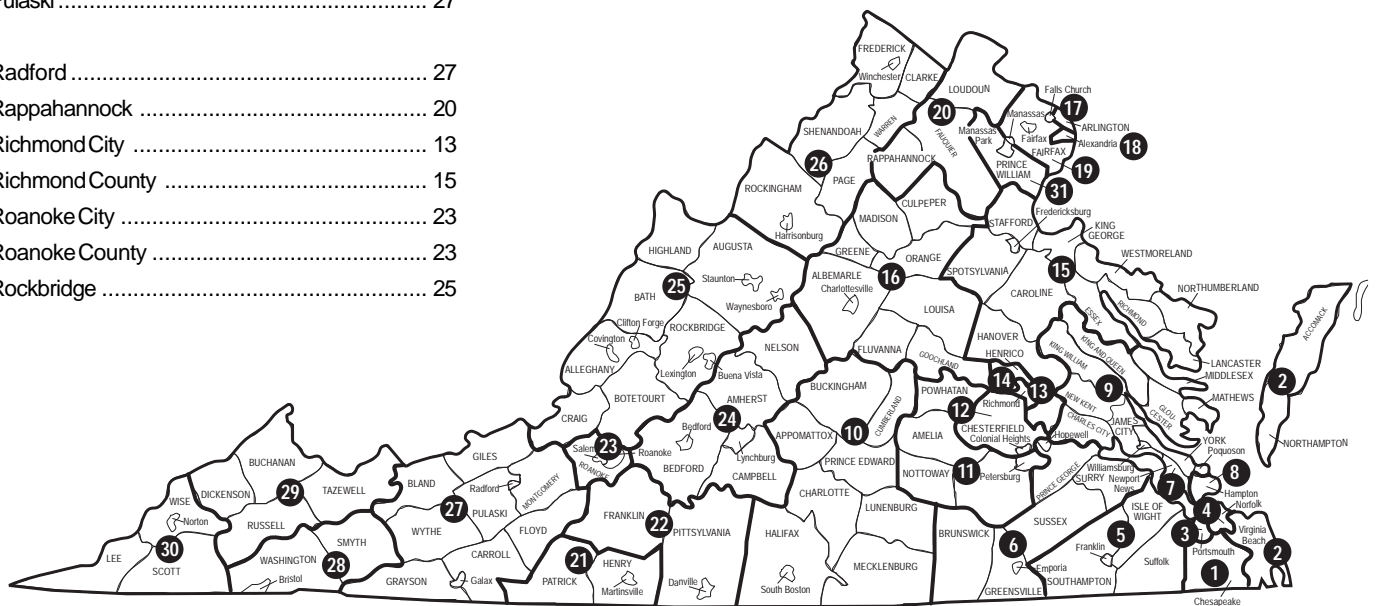 Pulaski ........ 27
Radford ........ 27
Rappahannock ........ 20
Richmond City ........ 13
Richmond County ........ 15
Roanoke City ........ 23
Roanoke County ........ 23
Rockbridge ........ 25
FREDERICK
Winchester
CLARKE
LOUDOUN
Falls Church
17
SHENANDOAH
WARREN
20
FAUQUIER
Manassas
Manassas
Park
Fairfax
ARLINGTON
Alexandria
18
FAIRFAX
19
26
RAPPAHANNOCK
PRINCE
WILLIAM
31
ROCKINGHAM
PAGE
CULPEPER
Fredericksburg
MADISON
STAFFORD
KING
GEORGE
Harrisonburg
HIGHLAND
AUGUSTA
GREENE
ORANGE
SPOTSYLVANIA
15
WESTMORELAND
ALBEMARLE
Charlottesville
16
Staunton
BATH
25
Waynesboro
CAROLINE
NORTHUMBERLAND
ESSEX
RICHMOND
LOUISA
Clifton Forge
ROCKBRIDGE
Covington
NELSON
HANOVER
ACCOMACK
FLUVANNA
GOOCHLAND
HENRICO
KING WILLIAM
KING AND QUEEN
LANCASTER
MIDDLESEX
ALLEGHANY
Lexington
Buena Vista
BUCKINGHAM
POWHATAN
14
13
9
MATHEWS
2
BOTETOURT
AMHERST
CUMBERLAND
12
Richmond
NEW KENT
CHARLES CITY
JAMES
CITY
GLOU-
CESTER
CRAIG
24
Bedford
APPOMATTOX
10
AMELIA
CHESTERFIELD
Colonial Heights
Hopewell
YORK
Poquoson
NORTHAMPTON
23
Salem
Roanoke
ROANOKE
Lynchburg
BEDFORD
CAMPBELL
PRINCE EDWARD
NOTTOWAY
11
Petersburg
PRINCE GEORGE
Williamsburg
SURRY
Newport
News
7
8
Hampton
Norfolk
BUCHANAN
GILES
BLAND
Radford
MONTGOMERY
CHARLOTTE
LUNENBURG
WISE
DICKENSON
29
TAZEWELL
27
PULASKI
FRANKLIN
22
PITTSYLVANIA
HALIFAX
SUSSEX
ISLE OF
WIGHT
4
Virginia
Beach
Norton
RUSSELL
WYTHE
FLOYD
BRUNSWICK
6
5
3
Portsmouth
2
LEE
30
WASHINGTON
SMYTH
28
CARROLL
21
HENRY
MECKLENBURG
Emporia
Franklin
Suffolk
SCOTT
Bristol
GRAYSON
Galax
PATRICK
Martinsville
Danville
South Boston
GREENSVILLE
SOUTHAMPTON
1
Chesapeake